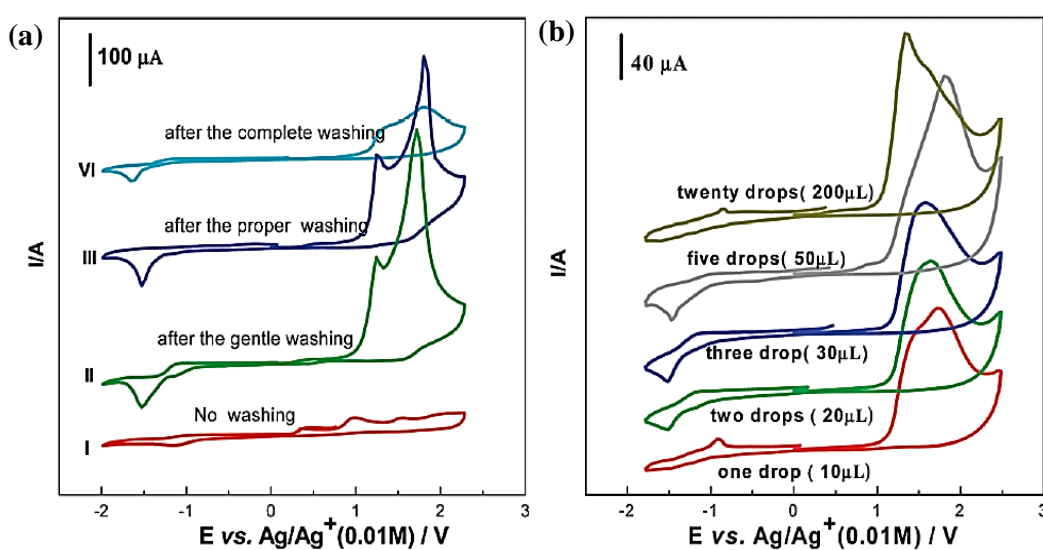 (a)
100 µA
after the complete washing
VI
after the proper washing
III
after the gentle washing
II
No washing
I
I/A
-2 -1 0 1 2 3
E vs. Ag/Ag⁺(0.01M) / V
(b)
40 µA
twenty drops( 200µL)
five drops( 50µL)
three drop( 30µL)
two drops ( 20µL)
one drop ( 10µL)
I/A
-2 -1 0 1 2 3
E vs. Ag/Ag⁺(0.01M) / V